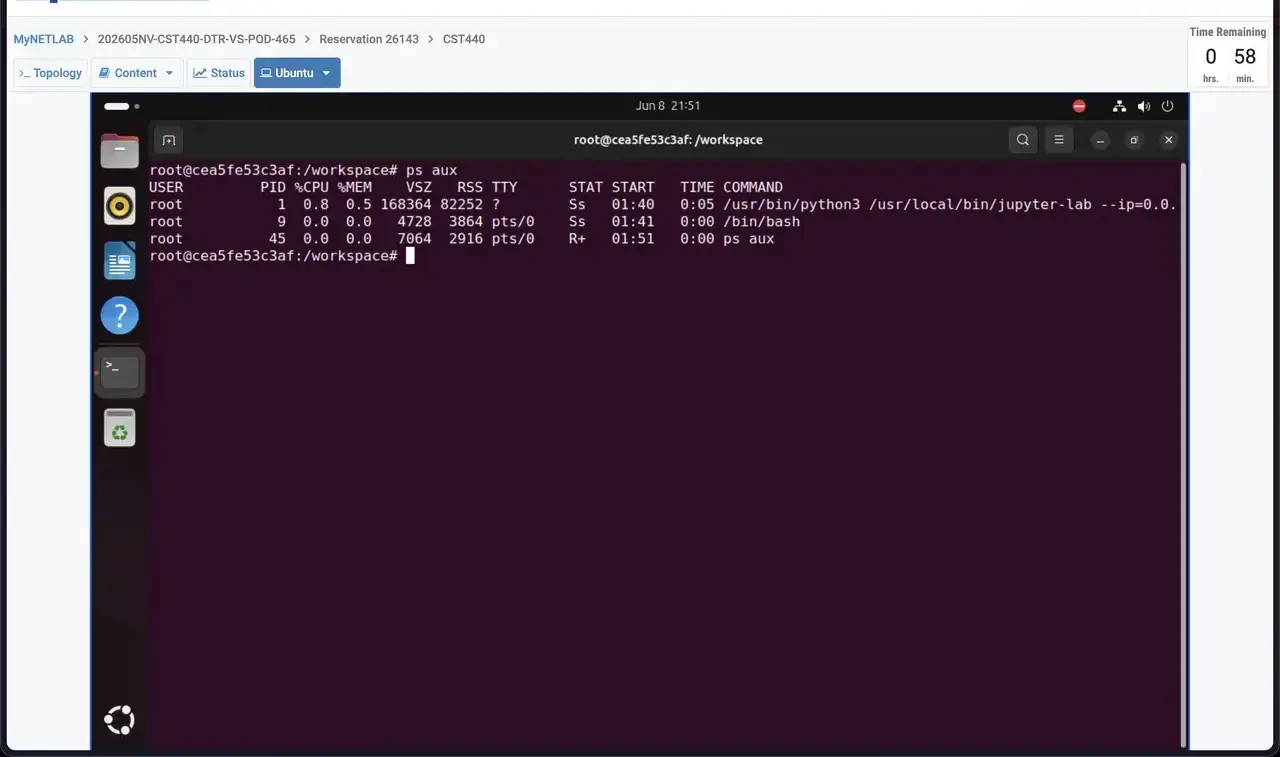 MyNETLAB > 202605NV-CST440-DTR-VS-POD-465 > Reservation 26143 > CST440
Time Remaining
0 58
hrs. min.
>_ Topology Content Status Ubuntu
Jun 8 21:51
root@cea5fe53c3af: /workspace
root@cea5fe53c3af:/workspace# ps aux
USER PID %CPU %MEM VSZ RSS TTY STAT START TIME COMMAND
root 1 0.8 0.5 168364 82252 ? Ss 01:40 0:05 /usr/bin/python3 /usr/local/bin/jupyter-lab --ip=0.0.
root 9 0.0 0.0 4728 3864 pts/0 Ss 01:41 0:00 /bin/bash
root 45 0.0 0.0 7064 2916 pts/0 R+ 01:51 0:00 ps aux
root@cea5fe53c3af:/workspace#